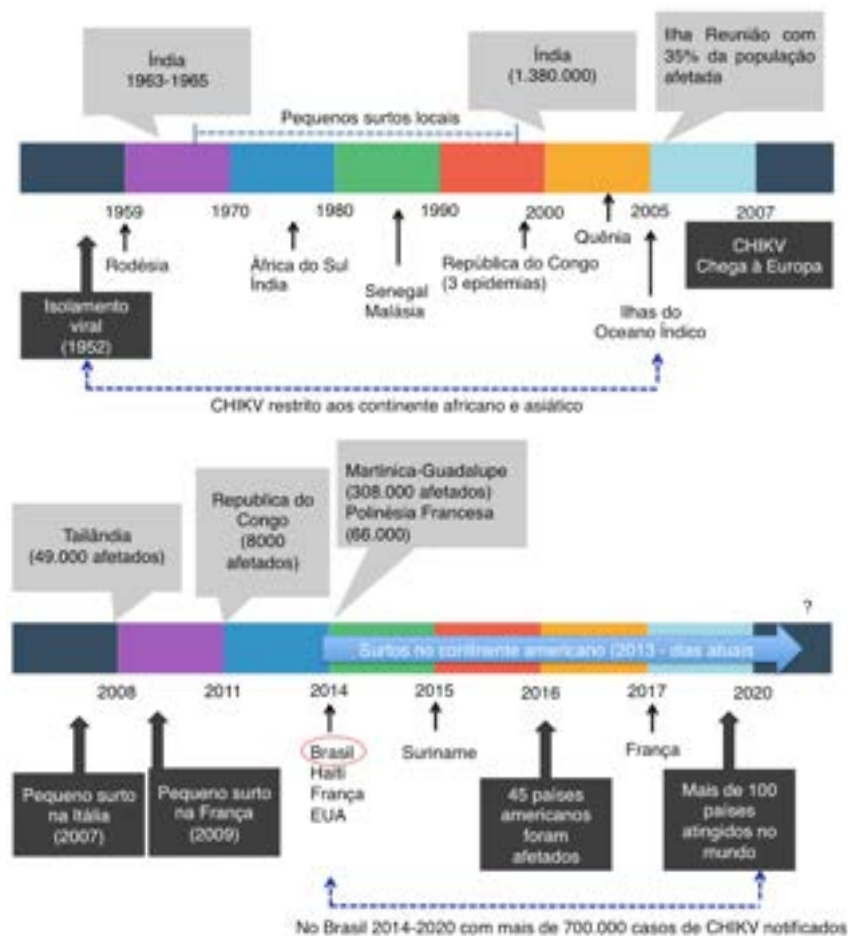 Índia
1963-1965
Índia
(1.380.000)
Ilha Reunião com
35% da população
afetada
Pequenos surtos locais
1959
1970
1980
1990
2000
2005
2007
Rodésia
África do Sul
Índia
Senegal
Malásia
República do Congo
(3 epidemias)
Quênia
Ilhas do
Oceano Índico
CHIKV
Chega à Europa
Isolamento
viral
(1952)
CHIKV restrito aos continente africano e asiático
Tailândia
(49.000 afetados)
Republica do
Congo
(8000
afetados)
Martínica-Guadalupe
(308.000 afetados)
Polinésia Francesa
(66.000)
?
Surtos no continente americano (2013 - dias atuais
2008
2011
2014
2015
2016
2017
2020
Pequeno surto
na Itália
(2007)
Pequeno surto
na França
(2009)
Brasil
Haiti
França
EUA
Suriname
45 países
americanos
foram
afetados
França
Mais de 100
países
atingidos no
mundo
No Brasil 2014-2020 com mais de 700.000 casos de CHIKV notificados